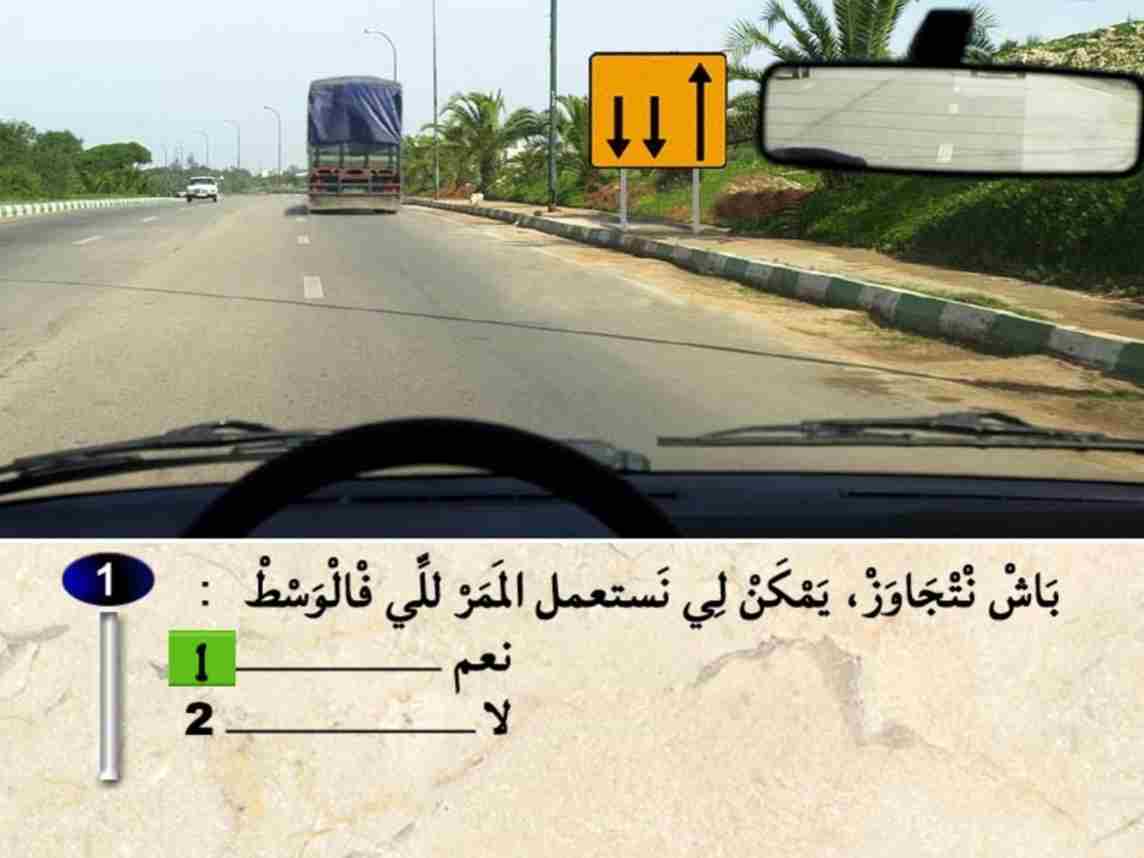 1 بَاشْ نْتْجَاوَزْ، يَمْكَنْ لِي نَستعمل المَمَرْ للِّي فْالْوَسْطْ :
نعم 1
لا 2